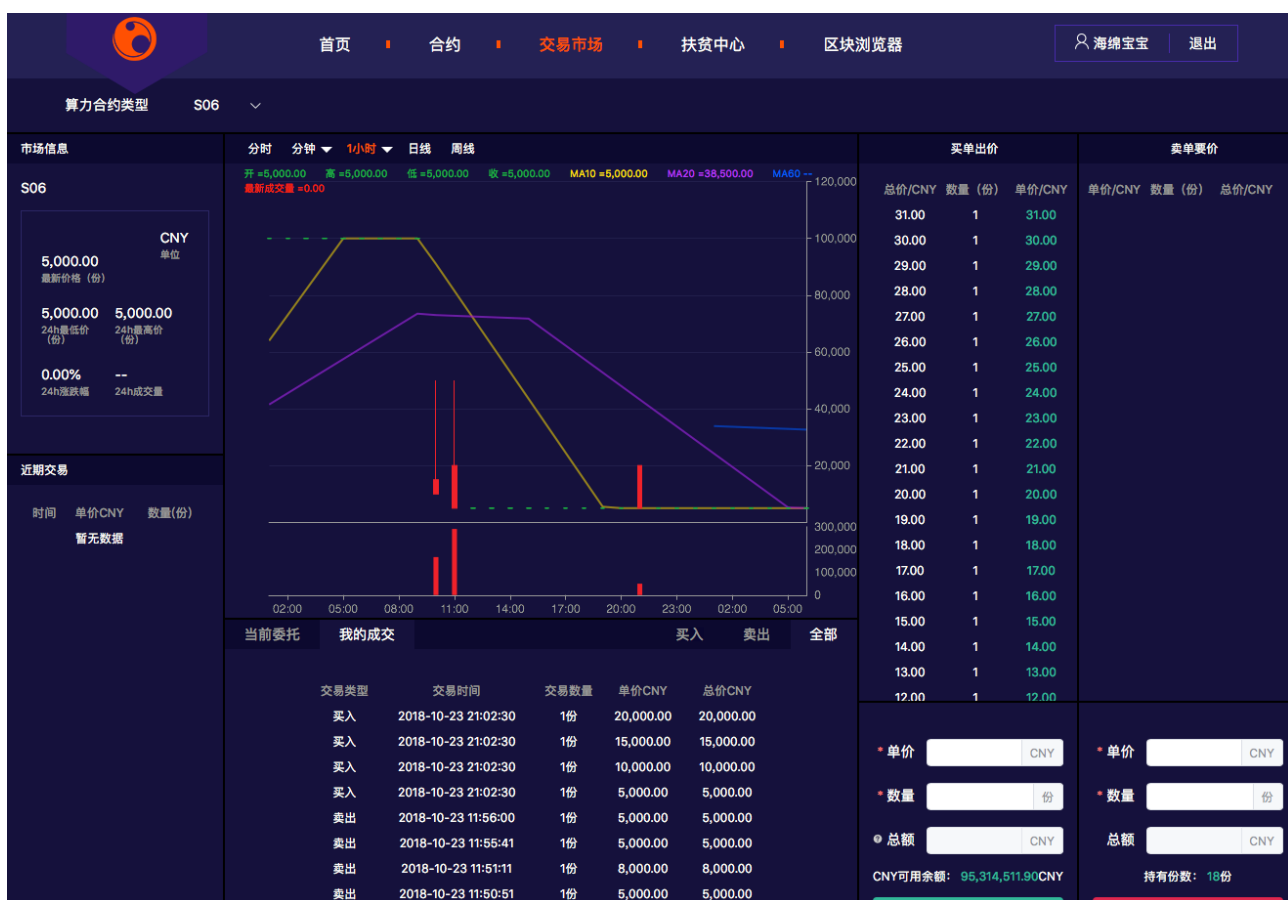 首页 合约 交易市场 扶贫中心 区块浏览器 海绵宝宝 退出
算力合约类型 S06
市场信息
S06
CNY
单位
5,000.00
最新价格（份）
5,000.00 5,000.00
24h最低价（份） 24h最高价（份）
0.00% --
24h涨跌幅 24h成交量
近期交易
时间 单价CNY 数量(份)
暂无数据
分时 分钟 1小时 日线 周线
开 =5,000.00 高 =5,000.00 低 =5,000.00 收 =5,000.00 MA10 =5,000.00 MA20 =38,500.00 MA60 --
最新成交量 =0.00
120,000
100,000
80,000
60,000
40,000
20,000
300,000
200,000
100,000
0
02:00 05:00 08:00 11:00 14:00 17:00 20:00 23:00 02:00 05:00
当前委托 我的成交 买入 卖出 全部
交易类型 交易时间 交易数量 单价CNY 总价CNY
买入 2018-10-23 21:02:30 1份 20,000.00 20,000.00
买入 2018-10-23 21:02:30 1份 15,000.00 15,000.00
买入 2018-10-23 21:02:30 1份 10,000.00 10,000.00
买入 2018-10-23 21:02:30 1份 5,000.00 5,000.00
卖出 2018-10-23 11:56:00 1份 5,000.00 5,000.00
卖出 2018-10-23 11:55:41 1份 5,000.00 5,000.00
卖出 2018-10-23 11:51:11 1份 8,000.00 8,000.00
卖出 2018-10-23 11:50:51 1份 5,000.00 5,000.00
买单出价
总价/CNY 数量（份） 单价/CNY
31.00 1 31.00
30.00 1 30.00
29.00 1 29.00
28.00 1 28.00
27.00 1 27.00
26.00 1 26.00
25.00 1 25.00
24.00 1 24.00
23.00 1 23.00
22.00 1 22.00
21.00 1 21.00
20.00 1 20.00
19.00 1 19.00
18.00 1 18.00
17.00 1 17.00
16.00 1 16.00
15.00 1 15.00
14.00 1 14.00
13.00 1 13.00
12.00 1 12.00
* 单价 CNY
* 数量 份
总额 CNY
CNY可用余额: 95,314,511.90CNY
卖单要价
单价/CNY 数量（份） 总价/CNY
* 单价 CNY
* 数量 份
总额 CNY
持有份数: 18份